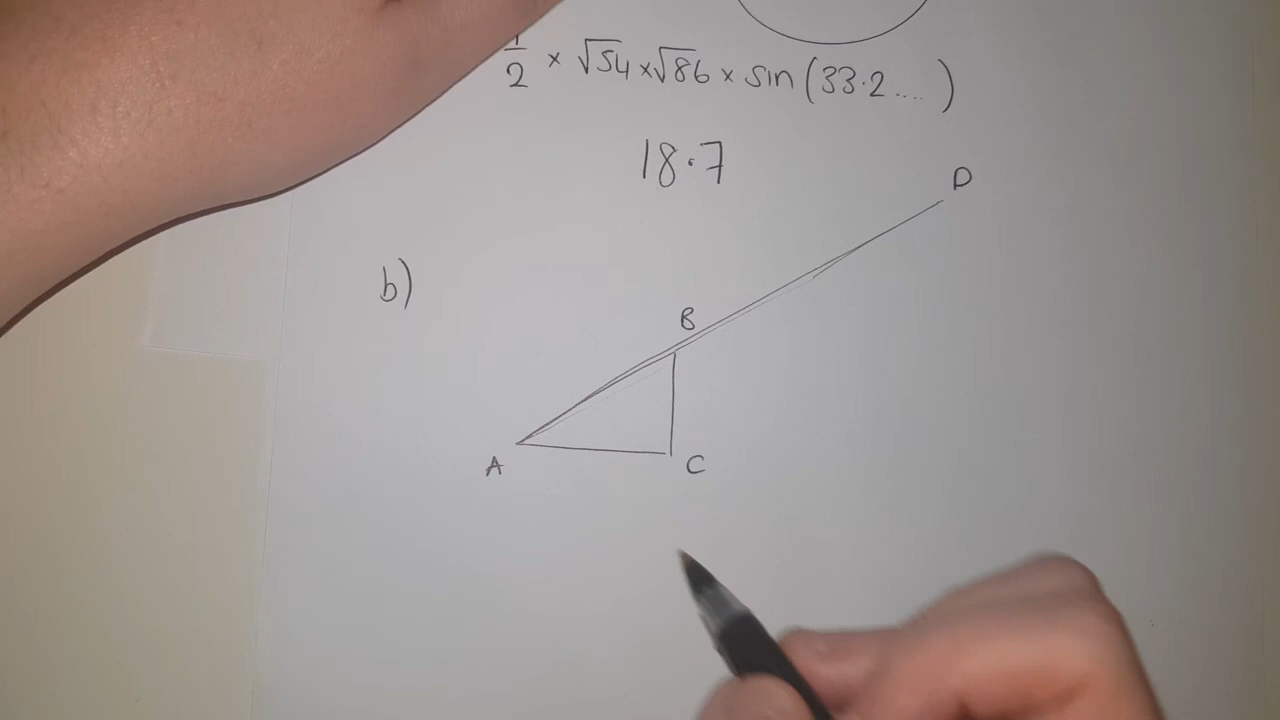 1/2 × √54 × √86 × sin (33.2....)
18.7
D
b)
B
A
C